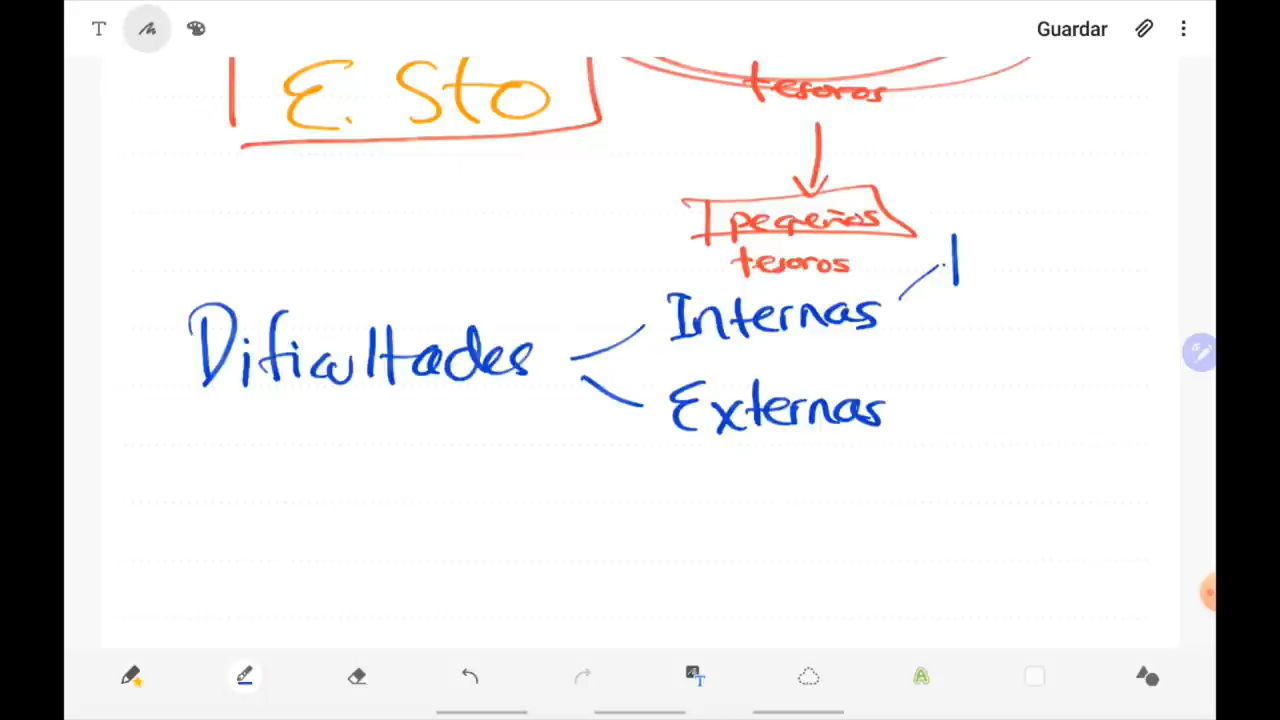 T
Guardar
E. Sto
tesoros
pequeños
tesoros
Dificultades
Internas
Externas